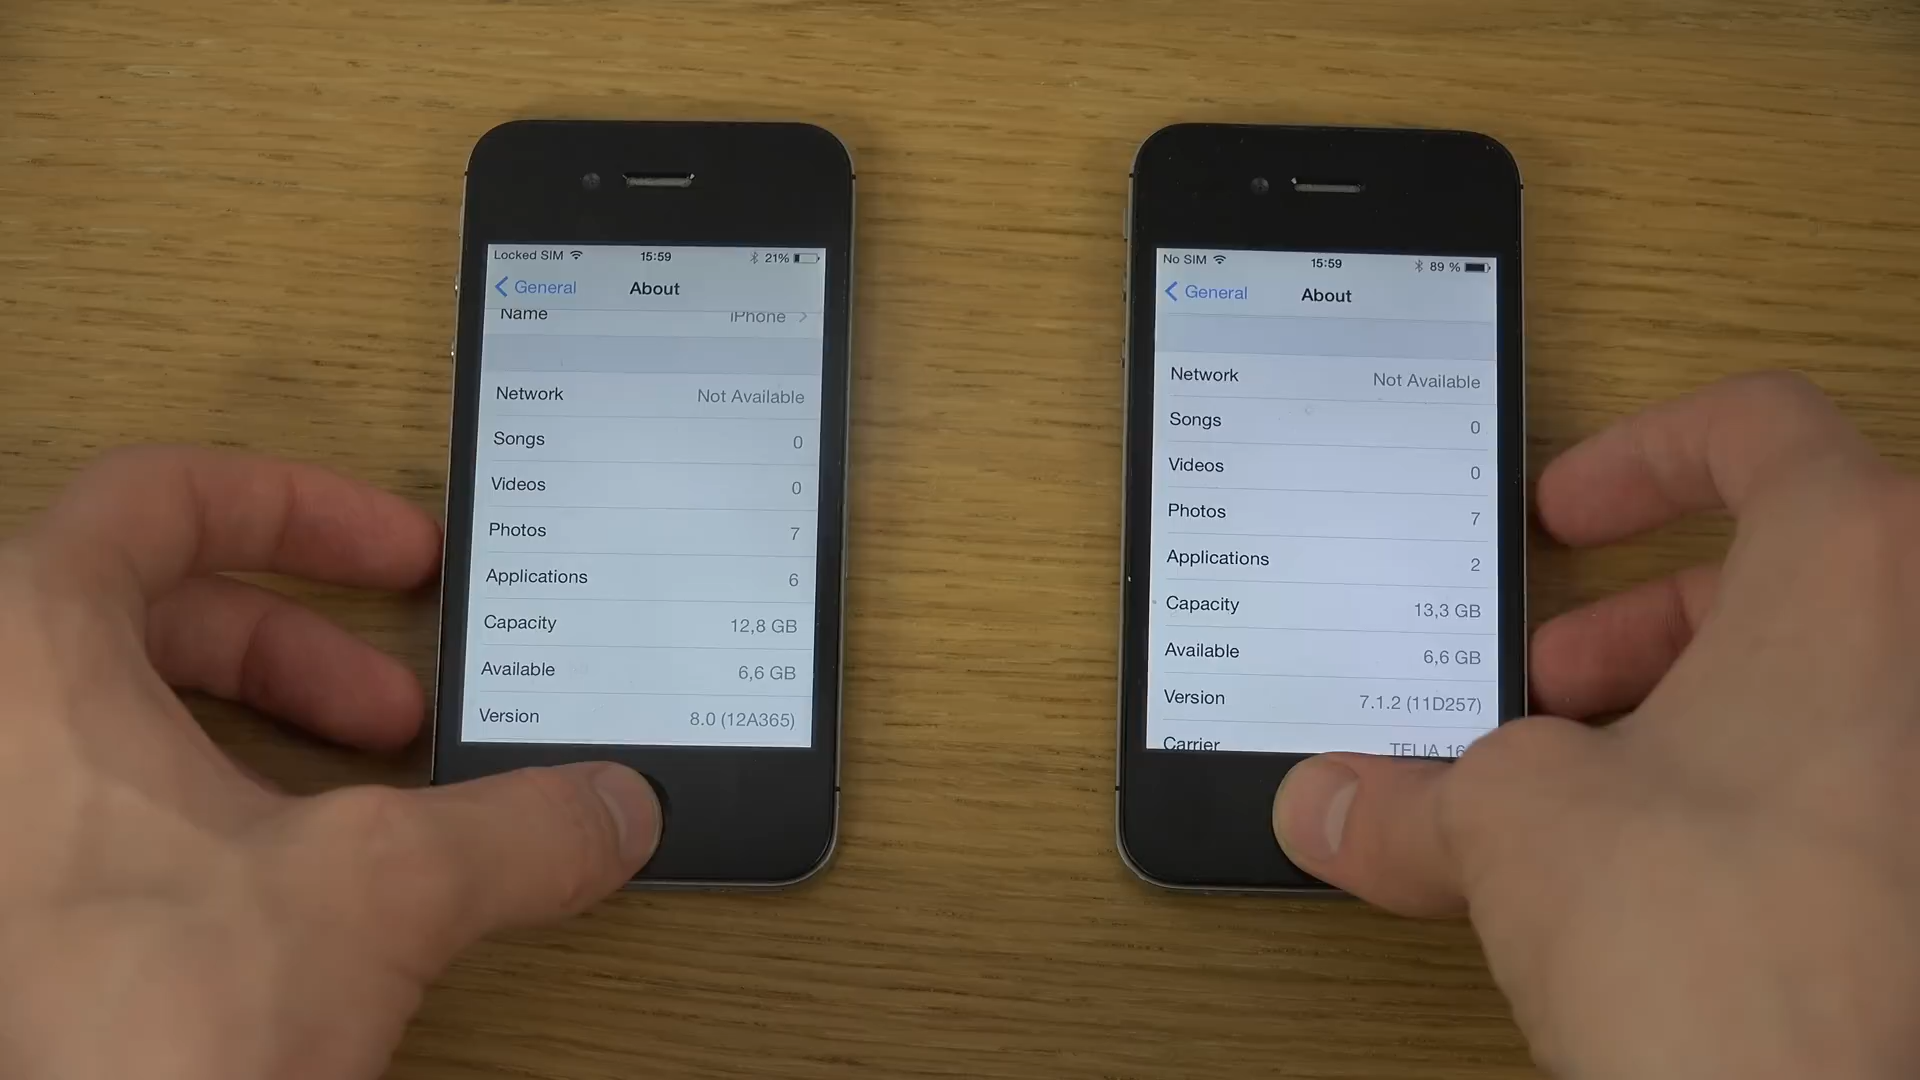 Locked SIM 15:59 21%
General About
Name iPhone
Network Not Available
Songs 0
Videos 0
Photos 7
Applications 6
Capacity 12,8 GB
Available 6,6 GB
Version 8.0 (12A365)
No SIM 15:59 89 %
General About
Network Not Available
Songs 0
Videos 0
Photos 7
Applications 2
Capacity 13,3 GB
Available 6,6 GB
Version 7.1.2 (11D257)
Carrier TELIA 16